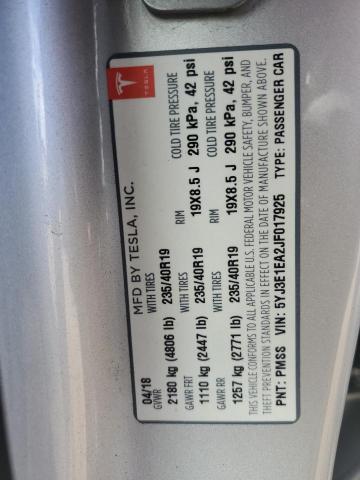 TESLA
MFD BY TESLA, INC.
04/18
GVWR WITH TIRES RIM COLD TIRE PRESSURE
2180 kg (4806 lb) 235/40R19 19X8.5 J 290 kPa, 42 psi
GAWR FRT WITH TIRES RIM COLD TIRE PRESSURE
1110 kg (2447 lb) 235/40R19 19X8.5 J 290 kPa, 42 psi
GAWR RR
1257 kg (2771 lb) 235/40R19
THIS VEHICLE CONFORMS TO ALL APPLICABLE U.S. FEDERAL MOTOR VEHICLE SAFETY, BUMPER, AND
THEFT PREVENTION STANDARDS IN EFFECT ON THE DATE OF MANUFACTURE SHOWN ABOVE.
PNT: PMSS VIN: 5YJ3E1EA2JF017925 TYPE: PASSENGER CAR